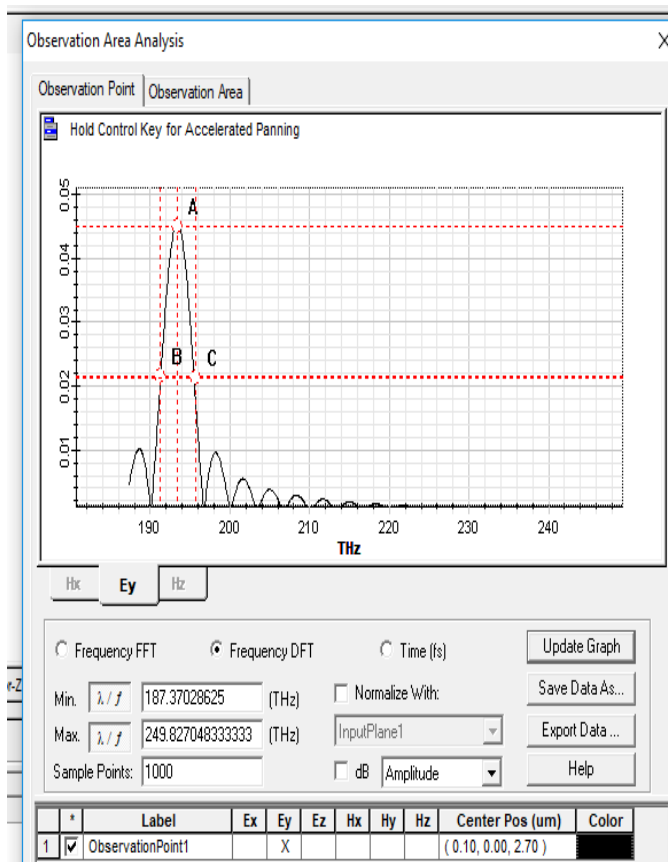 Observation Area Analysis X
Observation Point Observation Area
Hold Control Key for Accelerated Panning
0.05
0.04
0.03
0.02
0.01
A
B C
190 200 210 220 230 240
THz
Hx Ey Hz
Frequency FFT Frequency DFT Time (fs) Update Graph
Min. λ / f 187.37028625 (THz) Normalize With: Save Data As...
Max. λ / f 249.827048333333 (THz) InputPlane1 Export Data ...
Sample Points: 1000 dB Amplitude Help
* Label Ex Ey Ez Hx Hy Hz Center Pos (um) Color
1 ObservationPoint1 X ( 0.10, 0.00, 2.70 )